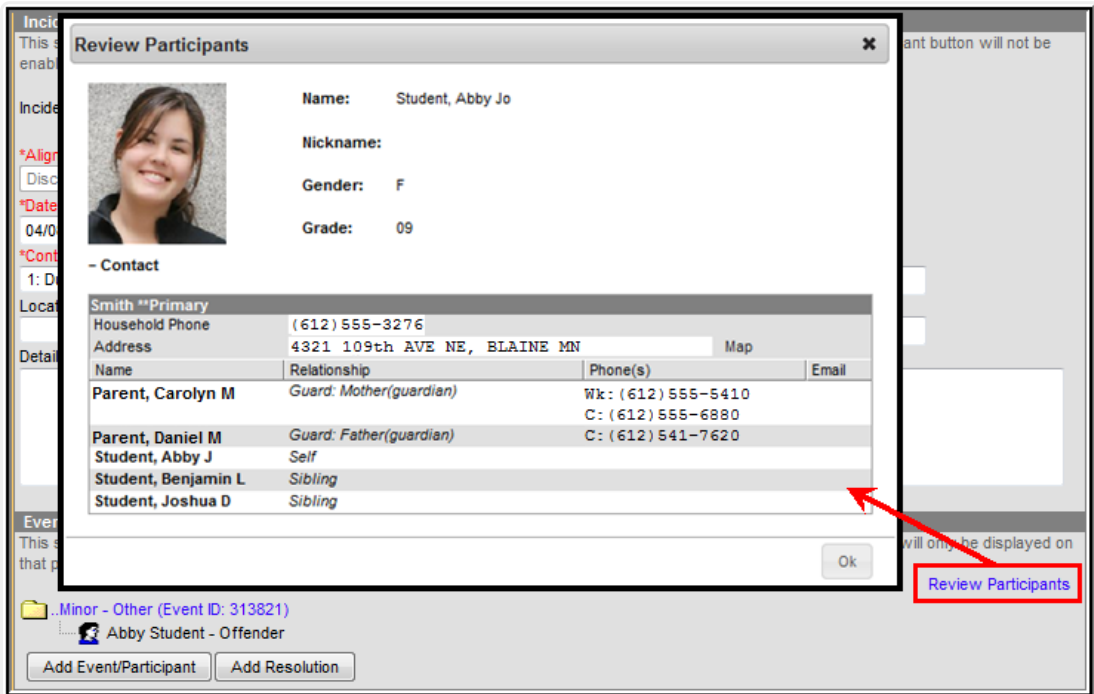 Incid
Review Participants
This s
ant button will not be
enabl
Name: Student, Abby Jo
Incide
Nickname:
*Align
Disc
Gender: F
*Date
04/0
Grade: 09
*Cont
– Contact
1: D
Locat
Smith **Primary
Household Phone (612)555-3276
Address 4321 109th AVE NE, BLAINE MN Map
Detail
Name Relationship Phone(s) Email
Parent, Carolyn M Guard: Mother(guardian) Wk:(612)555-5410
C:(612)555-6880
Parent, Daniel M Guard: Father(guardian) C:(612)541-7620
Student, Abby J Self
Student, Benjamin L Sibling
Student, Joshua D Sibling
Even
This s
will only be displayed on
that p
Ok
Review Participants
..Minor - Other (Event ID: 313821)
Abby Student - Offender
Add Event/Participant Add Resolution